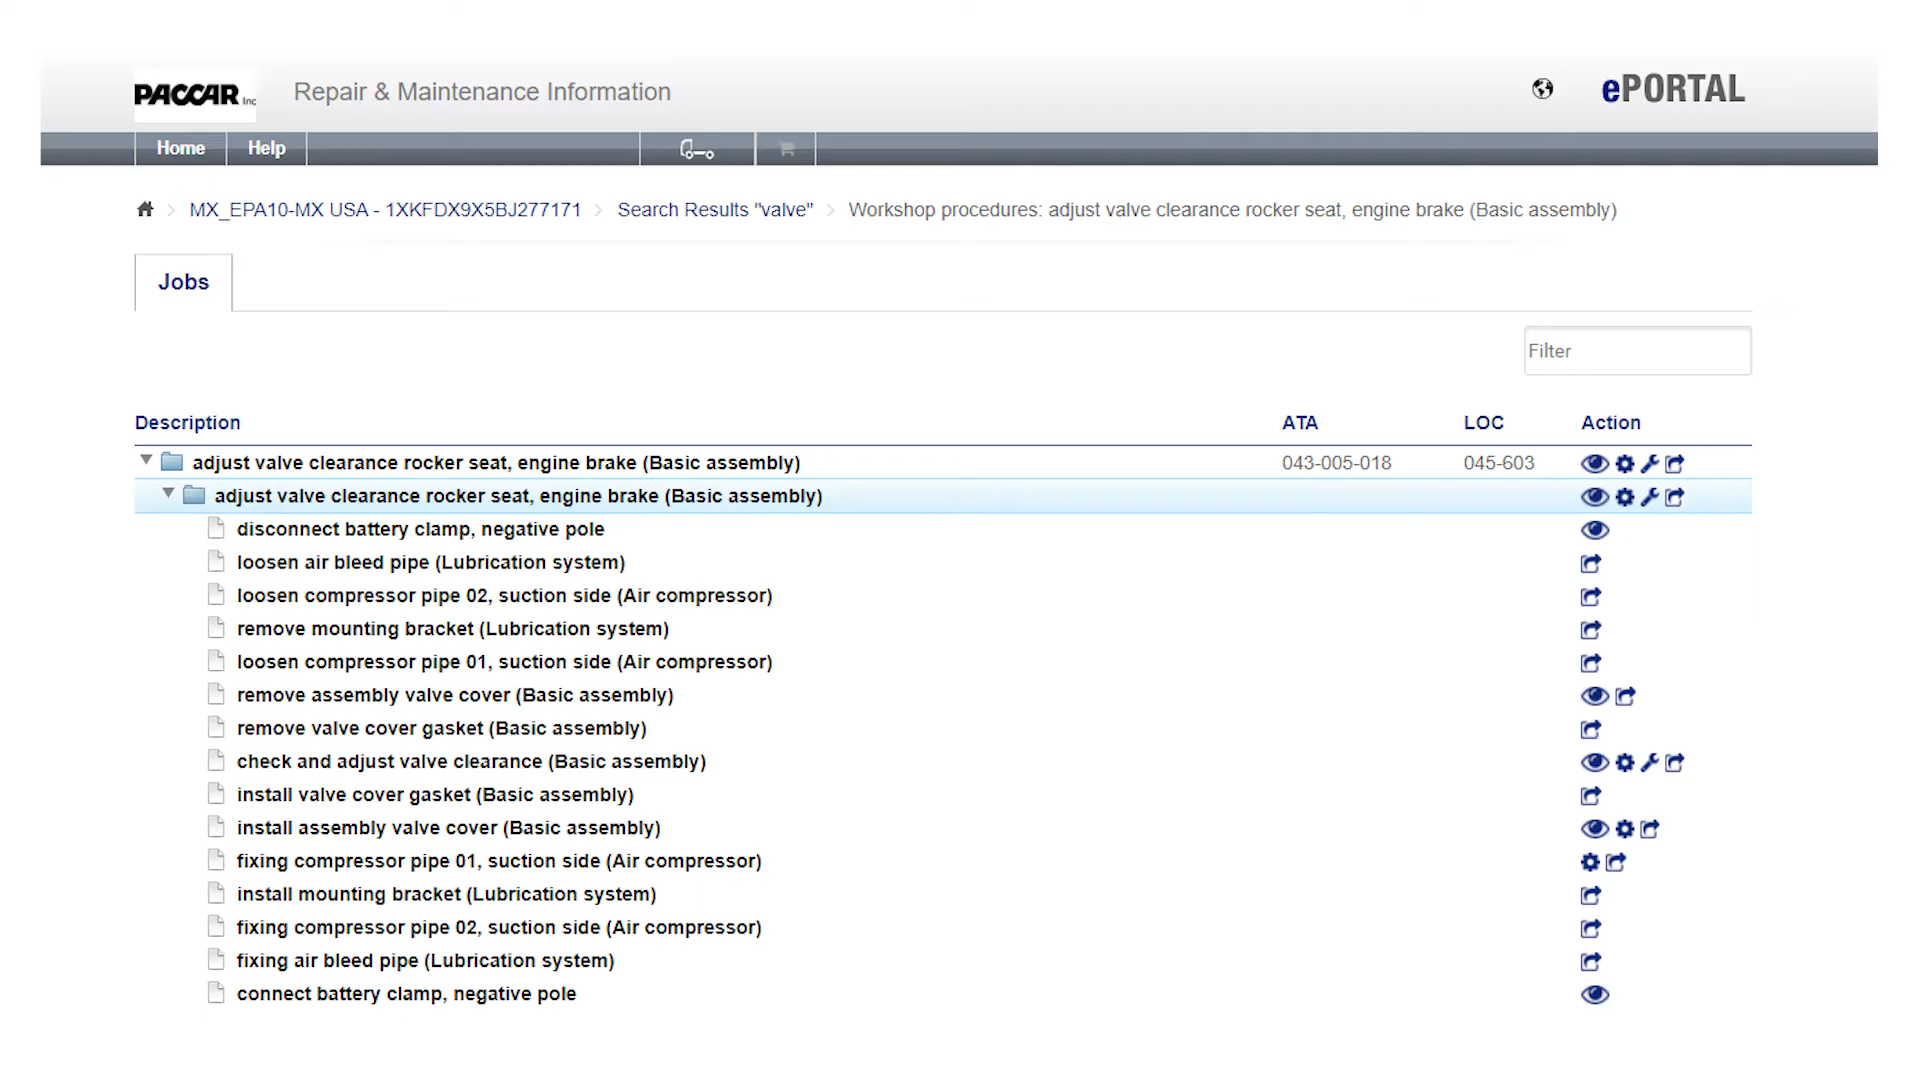 PACCAR Inc
Repair & Maintenance Information
ePORTAL
Home
Help
MX_EPA10-MX USA - 1XKFDX9X5BJ277171
Search Results "valve"
Workshop procedures: adjust valve clearance rocker seat, engine brake (Basic assembly)
Jobs
Filter
Description ATA LOC Action
adjust valve clearance rocker seat, engine brake (Basic assembly) 043-005-018 045-603
adjust valve clearance rocker seat, engine brake (Basic assembly)
disconnect battery clamp, negative pole
loosen air bleed pipe (Lubrication system)
loosen compressor pipe 02, suction side (Air compressor)
remove mounting bracket (Lubrication system)
loosen compressor pipe 01, suction side (Air compressor)
remove assembly valve cover (Basic assembly)
remove valve cover gasket (Basic assembly)
check and adjust valve clearance (Basic assembly)
install valve cover gasket (Basic assembly)
install assembly valve cover (Basic assembly)
fixing compressor pipe 01, suction side (Air compressor)
install mounting bracket (Lubrication system)
fixing compressor pipe 02, suction side (Air compressor)
fixing air bleed pipe (Lubrication system)
connect battery clamp, negative pole